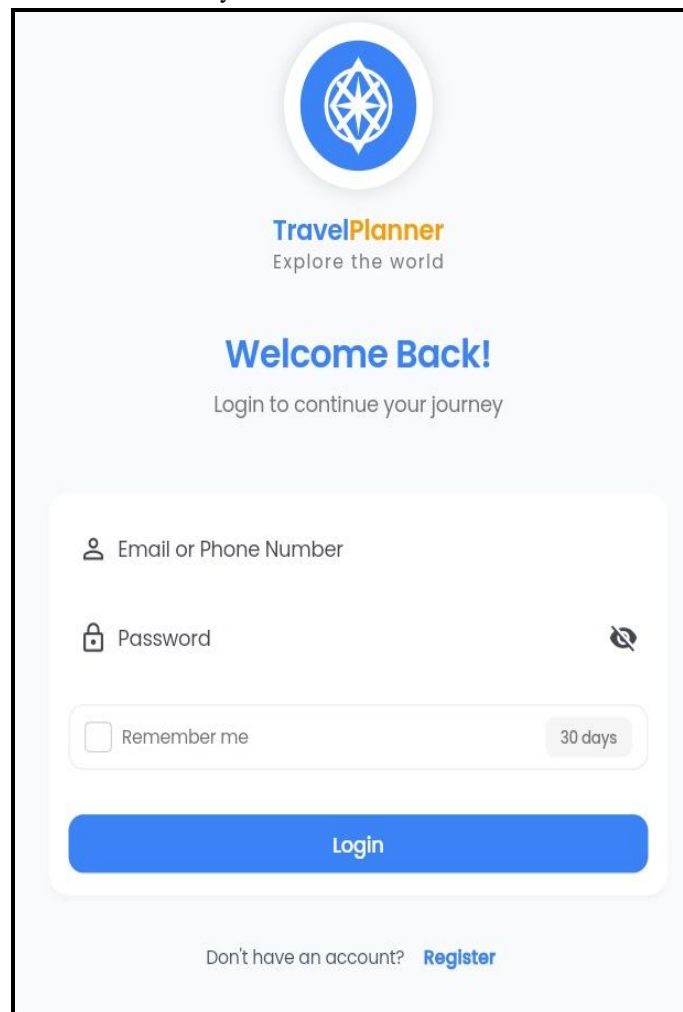 TravelPlanner
Explore the world
Welcome Back!
Login to continue your journey
Email or Phone Number
Password
Remember me 30 days
Login
Don't have an account? Register